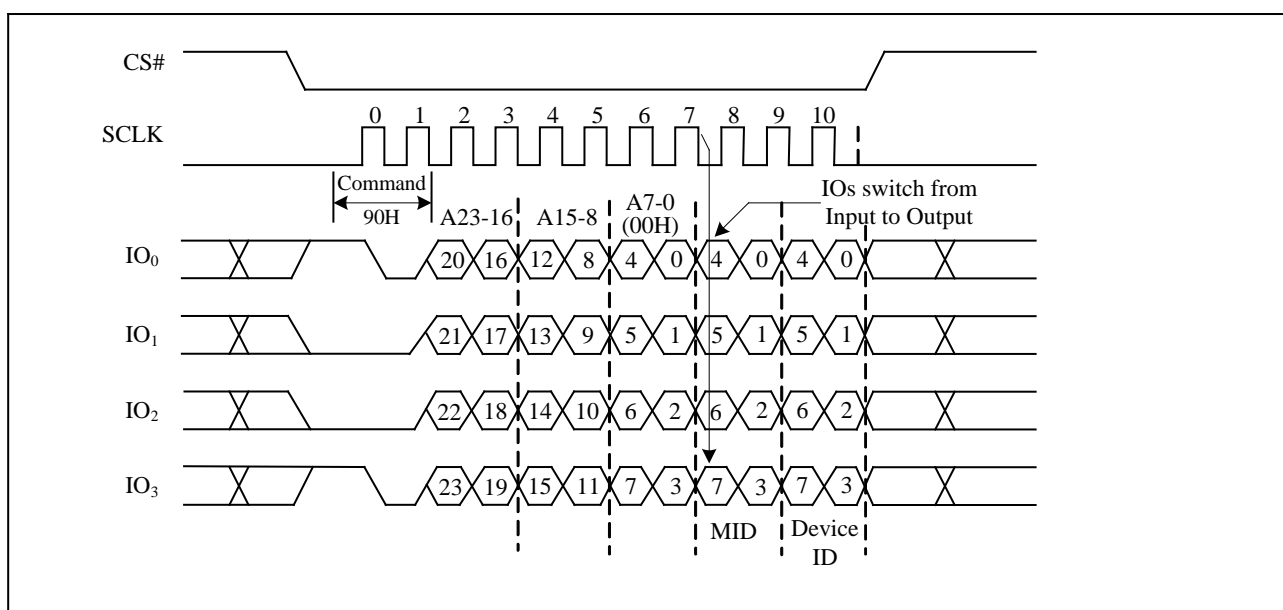 CS#
0 1 2 3 4 5 6 7 8 9 10
SCLK
Command
90H
IOs switch from
Input to Output
A23-16 A15-8 A7-0
(00H)
IO0 20 16 12 8 4 0 4 0 4 0
IO1 21 17 13 9 5 1 5 1 5 1
IO2 22 18 14 10 6 2 6 2 6 2
IO3 23 19 15 11 7 3 7 3 7 3
MID Device
ID